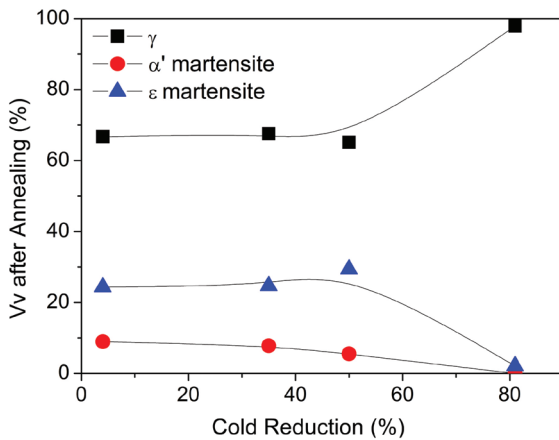 γ
α' martensite
ε martensite
100
80
60
40
20
0
Vv after Annealing (%)
0 20 40 60 80
Cold Reduction (%)